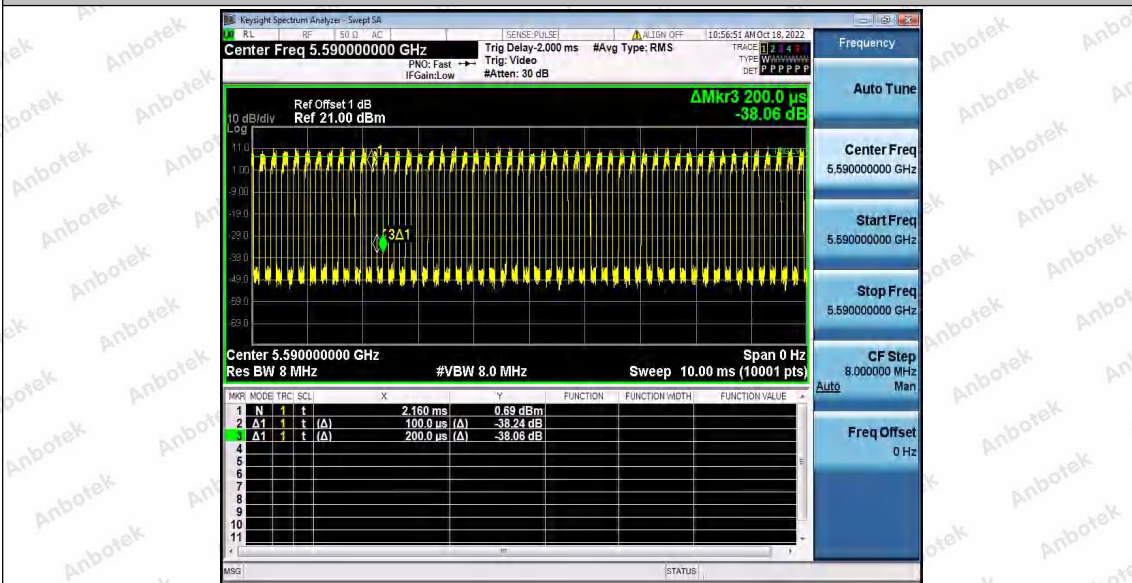 Keysight Spectrum Analyzer - Swept SA
RL RF 50 Ω AC SENSE:PULSE ALIGN OFF 10:56:51 AM Oct 18, 2022
Center Freq 5.590000000 GHz
PNO: Fast
IFGain:Low
Trig Delay-2.000 ms #Avg Type: RMS
Trig: Video
#Atten: 30 dB
TRACE 1 2 3 4
TYPE W
DET P P P P P P
ΔMkr3 200.0 µs
-38.06 dB
Ref Offset 1 dB
10 dB/div Ref 21.00 dBm
Log
11.0
1.00
-9.00
-19.0
-29.0
-39.0
-49.0
-59.0
-69.0
1
3Δ1
Center 5.590000000 GHz Span 0 Hz
Res BW 8 MHz #VBW 8.0 MHz Sweep 10.00 ms (10001 pts)
MKR MODE TRC SCL X Y FUNCTION FUNCTION WIDTH FUNCTION VALUE
1 N 1 t 2.160 ms 0.69 dBm
2 Δ1 1 t (Δ) 100.0 µs (Δ) -38.24 dB
3 Δ1 1 t (Δ) 200.0 µs (Δ) -38.06 dB
4
5
6
7
8
9
10
11
MSG STATUS
Frequency
Auto Tune
Center Freq
5.590000000 GHz
Start Freq
5.590000000 GHz
Stop Freq
5.590000000 GHz
CF Step
8.000000 MHz
Auto Man
Freq Offset
0 Hz
Anbotek